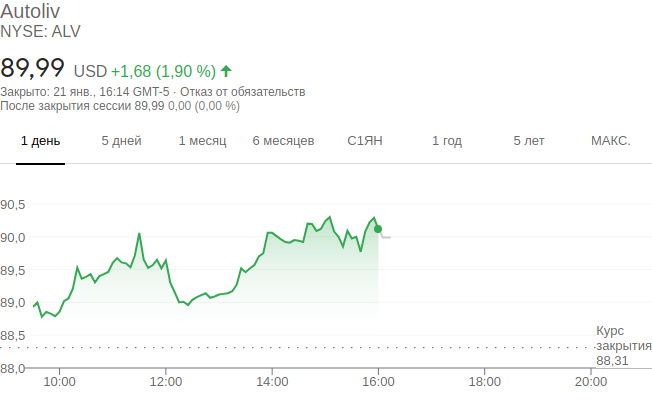 Autoliv
NYSE: ALV
89,99 USD +1,68 (1,90 %)
Закрыто: 21 янв., 16:14 GMT-5 · Отказ от обязательств
После закрытия сессии 89,99 0,00 (0,00 %)
1 день 5 дней 1 месяц 6 месяцев С1ЯН 1 год 5 лет МАКС.
90,5
90,0
89,5
89,0
88,5
88,0
Курс
закрытия
88,31
10:00 12:00 14:00 16:00 18:00 20:00